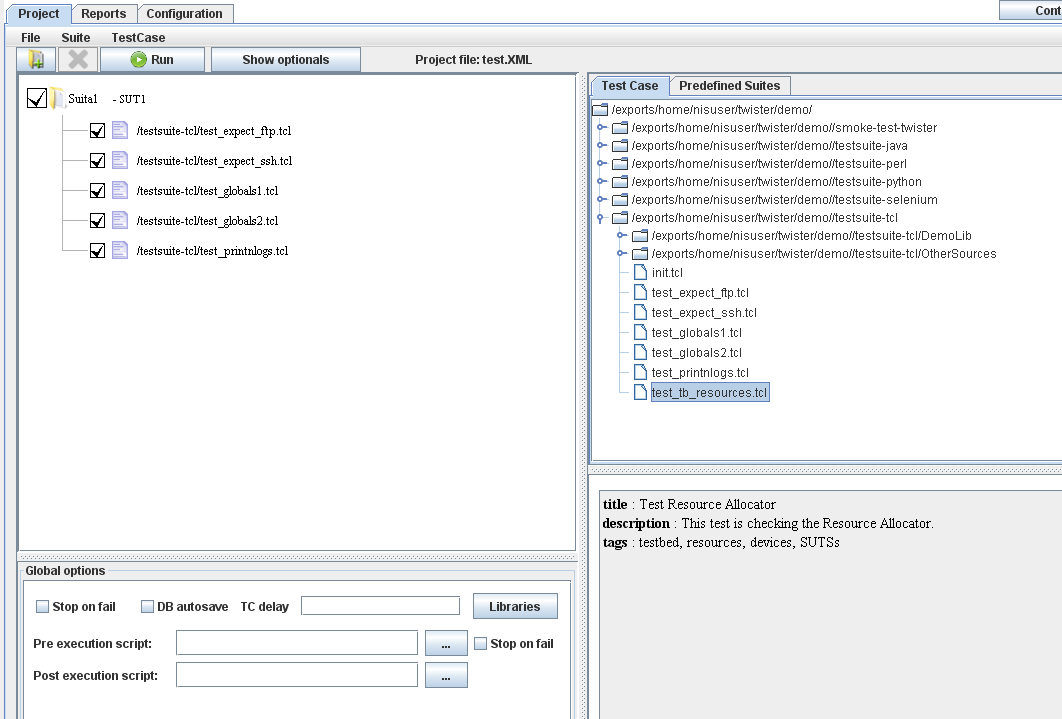 Project Reports Configuration Cont
File Suite TestCase
Run Show optionals Project file: test.XML
Suita1 - SUT1
/testsuite-tcl/test_expect_ftp.tcl
/testsuite-tcl/test_expect_ssh.tcl
/testsuite-tcl/test_globals1.tcl
/testsuite-tcl/test_globals2.tcl
/testsuite-tcl/test_printnlogs.tcl
Test Case Predefined Suites
/exports/home/nisuser/twister/demo/
/exports/home/nisuser/twister/demo//smoke-test-twister
/exports/home/nisuser/twister/demo//testsuite-java
/exports/home/nisuser/twister/demo//testsuite-perl
/exports/home/nisuser/twister/demo//testsuite-python
/exports/home/nisuser/twister/demo//testsuite-selenium
/exports/home/nisuser/twister/demo//testsuite-tcl
/exports/home/nisuser/twister/demo//testsuite-tcl/DemoLib
/exports/home/nisuser/twister/demo//testsuite-tcl/OtherSources
init.tcl
test_expect_ftp.tcl
test_expect_ssh.tcl
test_globals1.tcl
test_globals2.tcl
test_printnlogs.tcl
test_tb_resources.tcl
title : Test Resource Allocator
description : This test is checking the Resource Allocator.
tags : testbed, resources, devices, SUTSs
Global options
Stop on fail DB autosave TC delay Libraries
Pre execution script: ... Stop on fail
Post execution script: ...